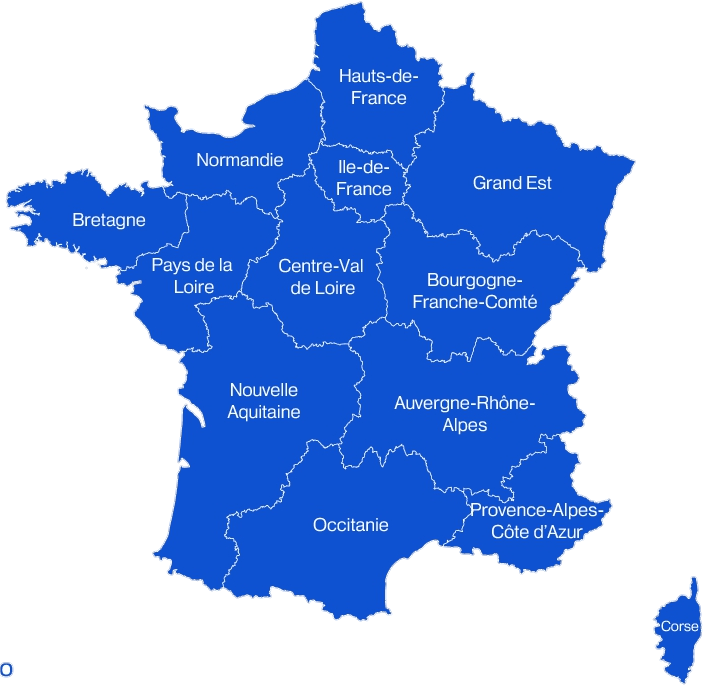 Hauts-de-
France
Normandie
Ile-de-
France
Grand Est
Bretagne
Pays de la
Loire
Centre-Val
de Loire
Bourgogne-
Franche-Comté
Nouvelle
Aquitaine
Auvergne-Rhône-
Alpes
Occitanie
Provence-Alpes-
Côte d’Azur
Corse
o